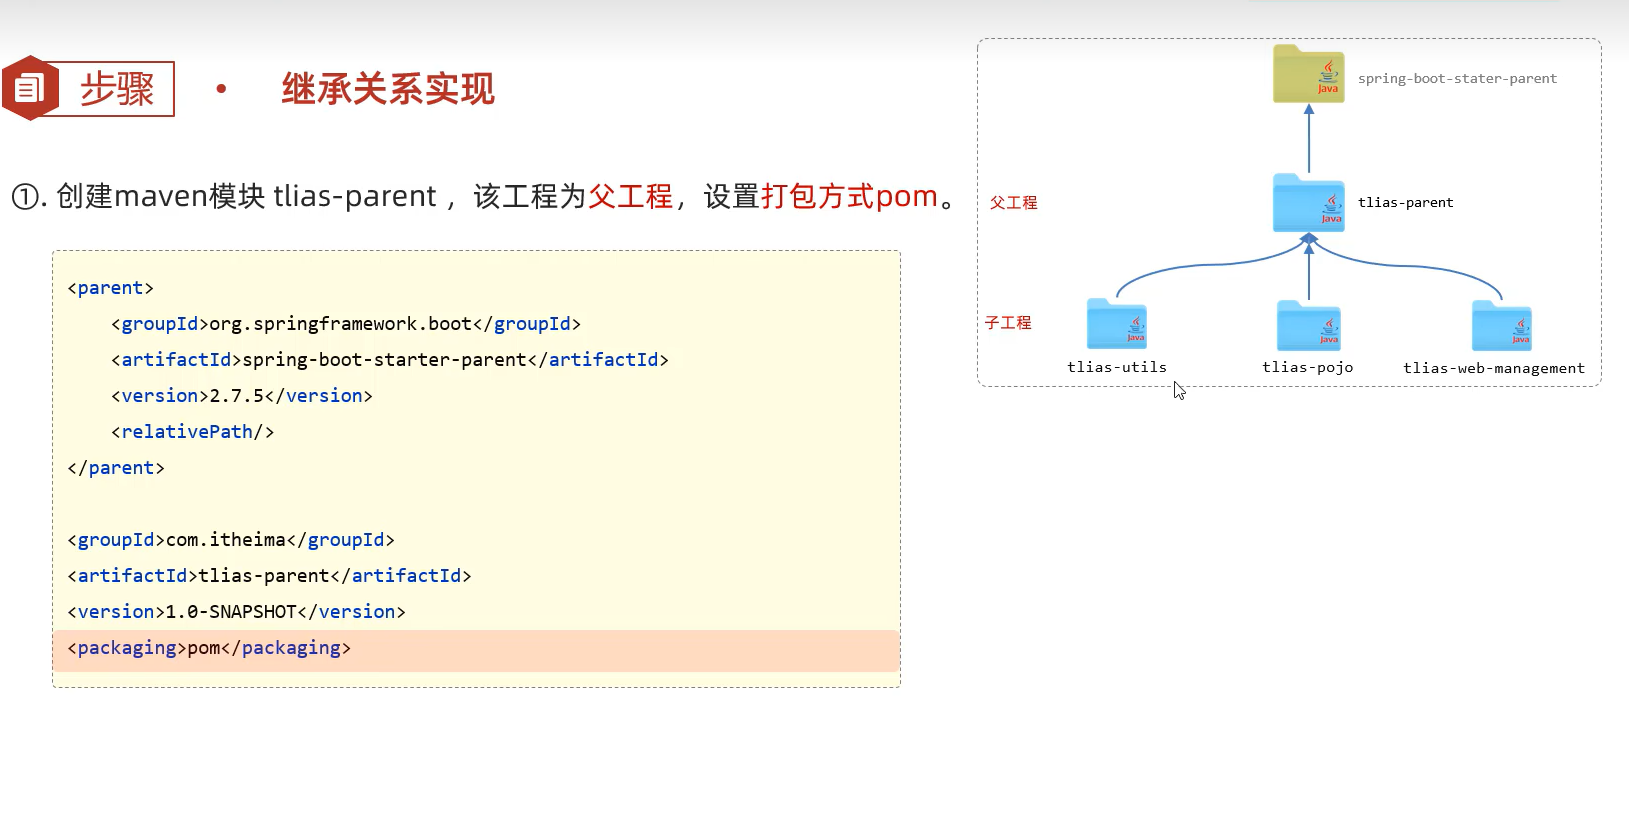 步骤
继承关系实现
①. 创建maven模块 tlias-parent ，该工程为父工程，设置打包方式pom。
<parent>
    <groupId>org.springframework.boot</groupId>
    <artifactId>spring-boot-starter-parent</artifactId>
    <version>2.7.5</version>
    <relativePath/>
</parent>
<groupId>com.itheima</groupId>
<artifactId>tlias-parent</artifactId>
<version>1.0-SNAPSHOT</version>
<packaging>pom</packaging>
Java
spring-boot-stater-parent
父工程
Java
tlias-parent
子工程
Java
Java
Java
tlias-utils
tlias-pojo
tlias-web-management